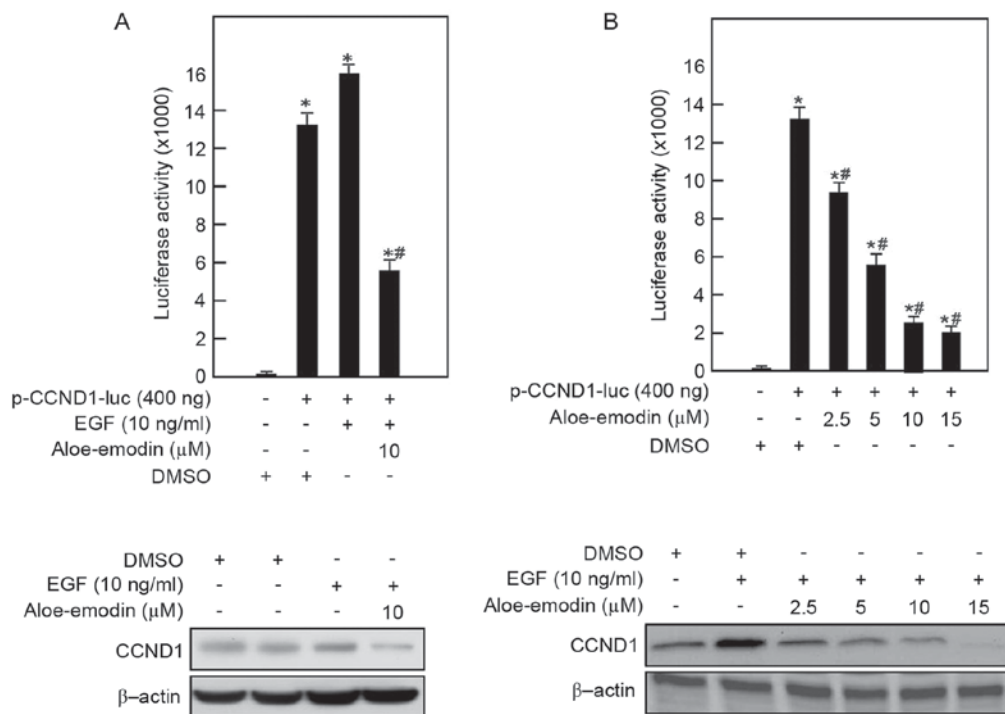 A
Luciferase activity (x1000)
16
14
12
10
8
6
4
2
0
* * *#
p-CCND1-luc (400 ng) - + + +
EGF (10 ng/ml) - - + +
Aloe-emodin (μM) - - - 10
DMSO + + - -
DMSO + + - -
EGF (10 ng/ml) - - + +
Aloe-emodin (μM) - - - 10
CCND1
β–actin
B
Luciferase activity (x1000)
16
14
12
10
8
6
4
2
0
* *# *# *# *#
p-CCND1-luc (400 ng) - + + + + +
Aloe-emodin (μM) - - 2.5 5 10 15
DMSO + + - - - -
DMSO + + - - - -
EGF (10 ng/ml) - + + + + +
Aloe-emodin (μM) - - 2.5 5 10 15
CCND1
β–actin